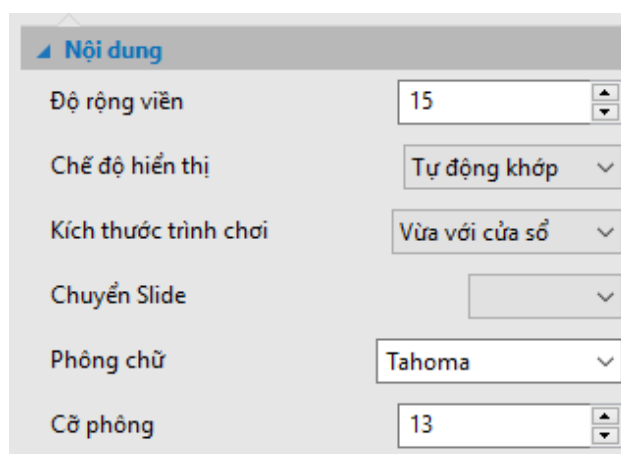 Nội dung
Độ rộng viền 15
Chế độ hiển thị Tự động khớp
Kích thước trình chơi Vừa với cửa sổ
Chuyển Slide
Phông chữ Tahoma
Cỡ phông 13